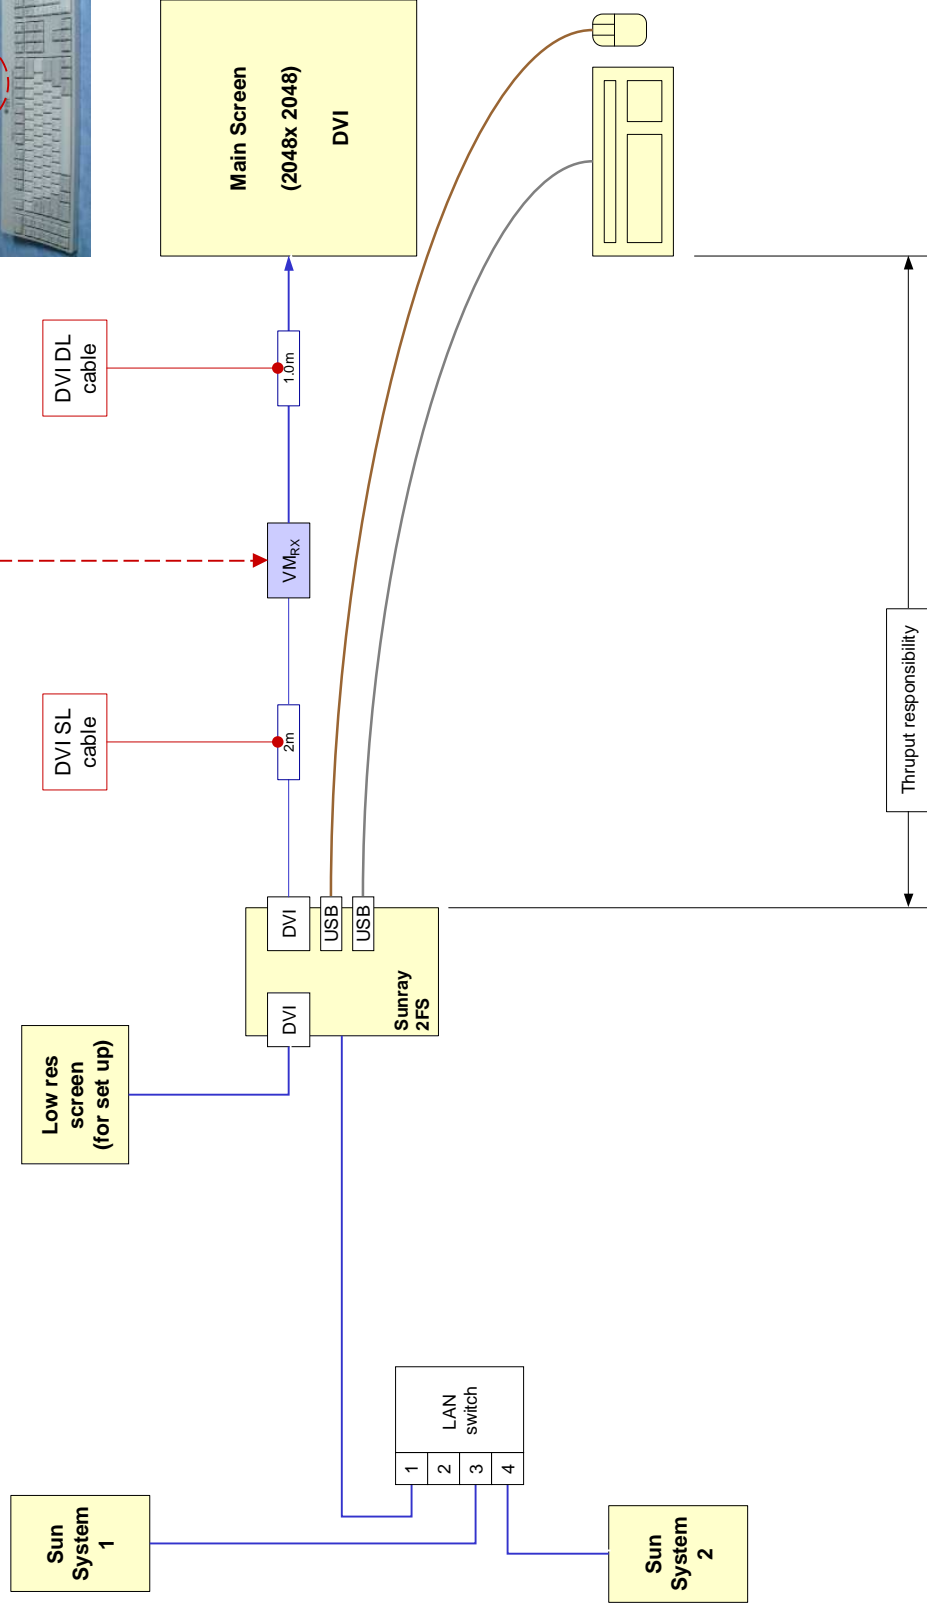 Main Screen
(2048x 2048)
DVI
DVI DL
cable
1.0m
VMRX
DVI SL
cable
2m
DVI
USB
USB
DVI
Sunray
2FS
Low res
screen
(for set up)
Thruput responsibility
LAN
switch
1
2
3
4
Sun
System
1
Sun
System
2